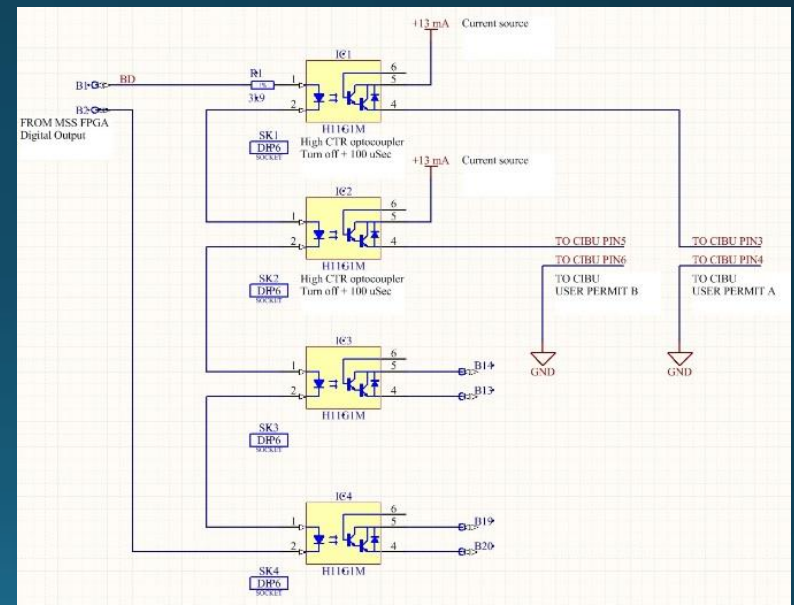 +13 mA Current source
IC1
R1
B1 BD
3k9
1 2 6 5 4
B2
FROM MSS FPGA
Digital Output
H11G1M
SK1
DIP6
SOCKET
High CTR optocoupler
Turn off + 100 uSec
+13 mA Current source
IC2
1 2 6 5 4
TO CIBU PIN5 TO CIBU PIN3
TO CIBU PIN6 TO CIBU PIN4
H11G1M
SK2
DIP6
SOCKET
High CTR optocoupler
Turn off + 100 uSec
TO CIBU
USER PERMIT B
TO CIBU
USER PERMIT A
GND GND
IC3
1 2 6 5 4
B14
B13
H11G1M
SK3
DIP6
SOCKET
IC4
1 2 6 5 4
B19
B20
H11G1M
SK4
DIP6
SOCKET